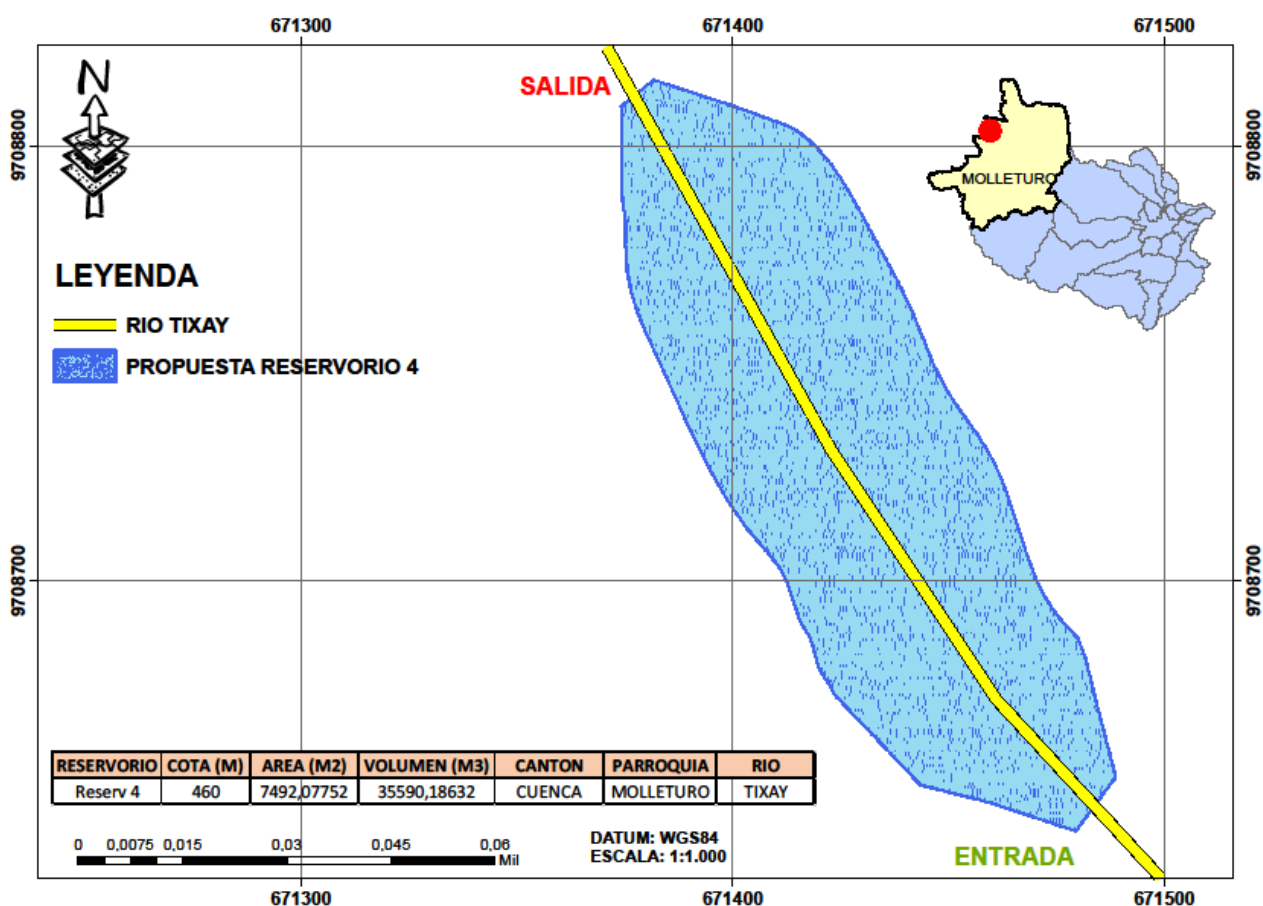 671300 671400 671500
N
SALIDA
9708800 9708800
MOLLETURO
LEYENDA
RIO TIXAY
PROPUESTA RESERVORIO 4
9708700 9708700
RESERVORIO COTA (M) AREA (M2) VOLUMEN (M3) CANTON PARROQUIA RIO
Reserv 4 460 7492,07752 35590,18632 CUENCA MOLLETURO TIXAY
0 0,0075 0,015 0,03 0,045 0,06
Mil
DATUM: WGS84
ESCALA: 1:1.000
ENTRADA
671300 671400 671500